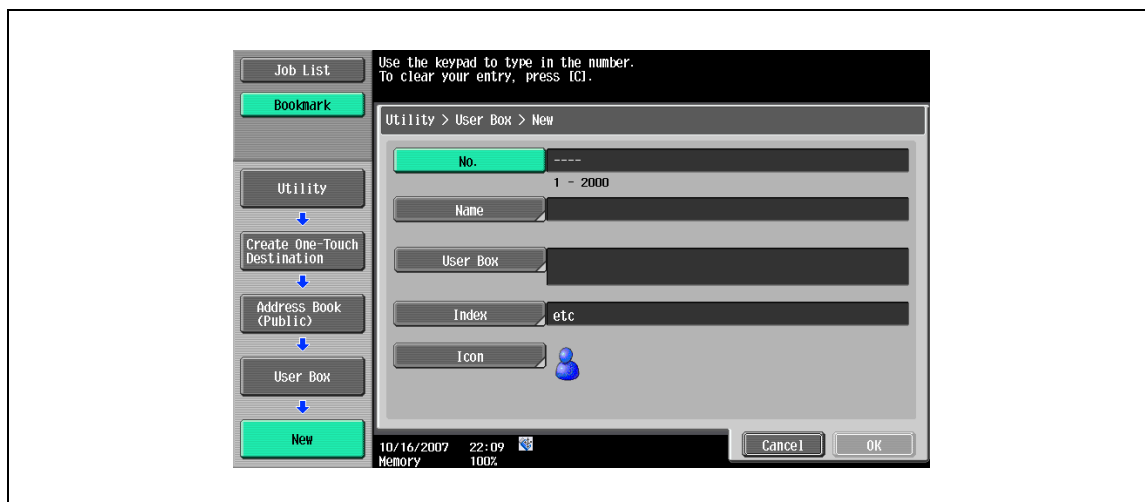 Job List
Bookmark
Utility
Create One-Touch
Destination
Address Book
(Public)
User Box
New
Use the keypad to type in the number.
To clear your entry, press [C].
Utility > User Box > New
No.
----
1 - 2000
Name
User Box
Index
etc
Icon
10/16/2007 22:09
Memory 100%
Cancel
OK